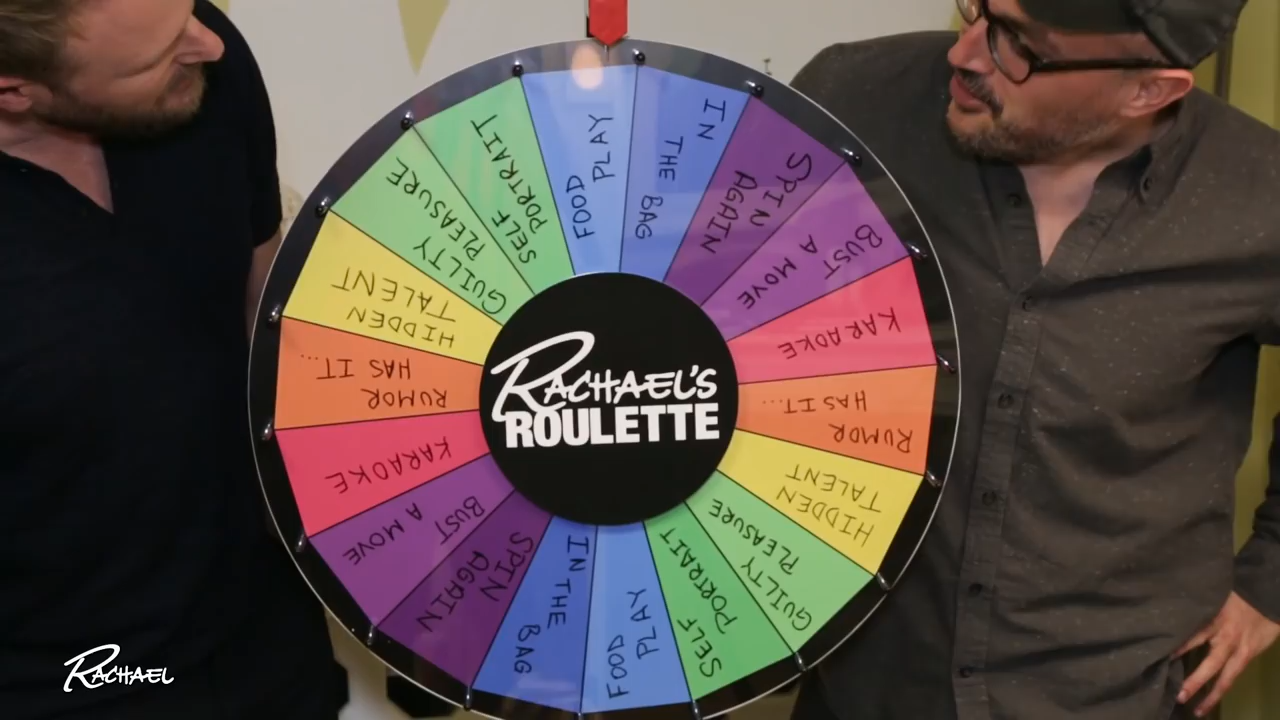 FOOD
PLAY
IN
THE
BAG
SPIN
AGAIN
BUST
A MOVE
KARAOKE
RUMOR
HAS IT...
HIDDEN
TALENT
GUILTY
PLEASURE
SELF
PORTRAIT
FOOD
PLAY
IN
THE
BAG
SPIN
AGAIN
BUST
A MOVE
KARAOKE
RUMOR
HAS IT...
HIDDEN
TALENT
GUILTY
PLEASURE
SELF
PORTRAIT
RACHAEL'S
ROULETTE
RACHAEL